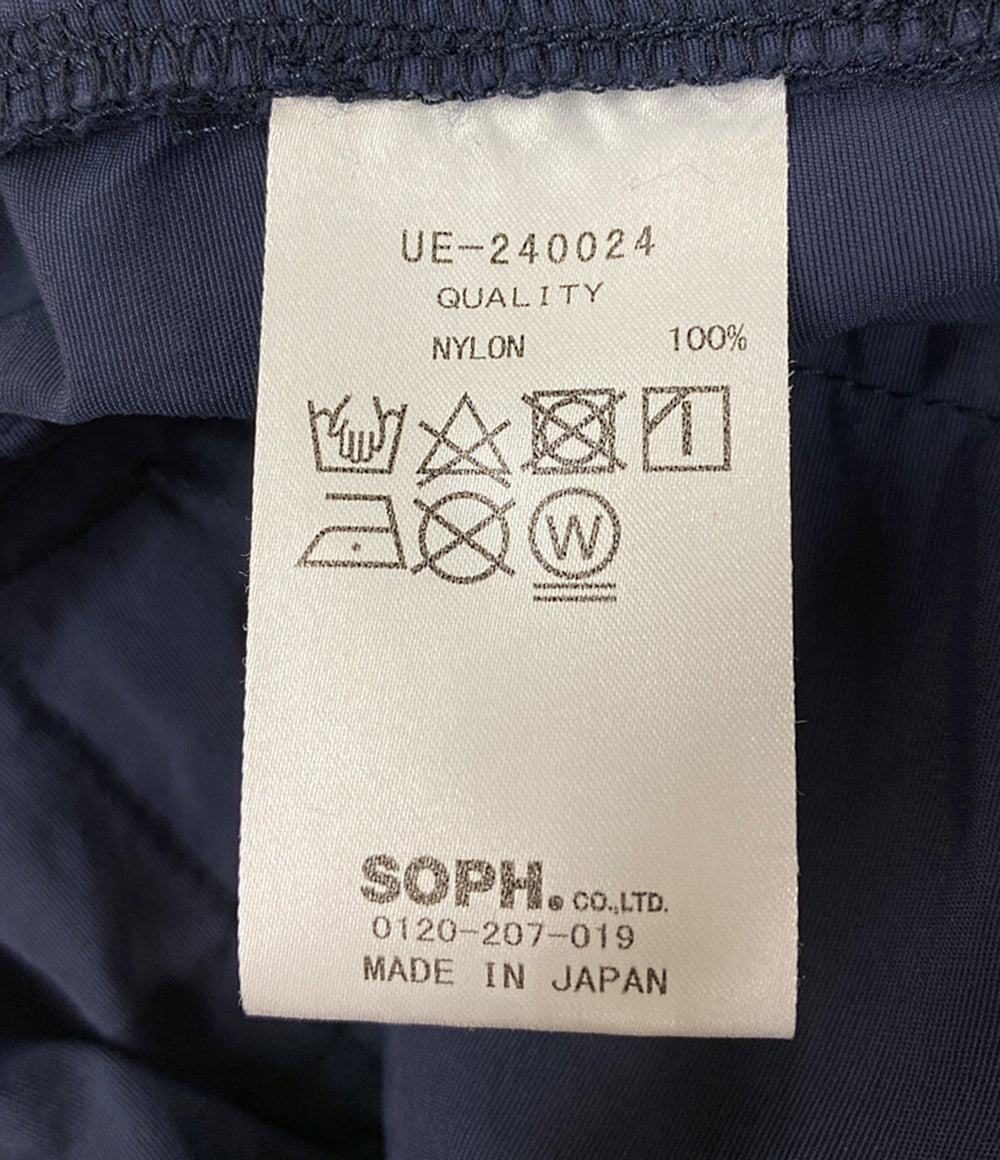 UE-240024
QUALITY
NYLON 100%
W
SOPH.® CO.,LTD.
0120-207-019
MADE IN JAPAN